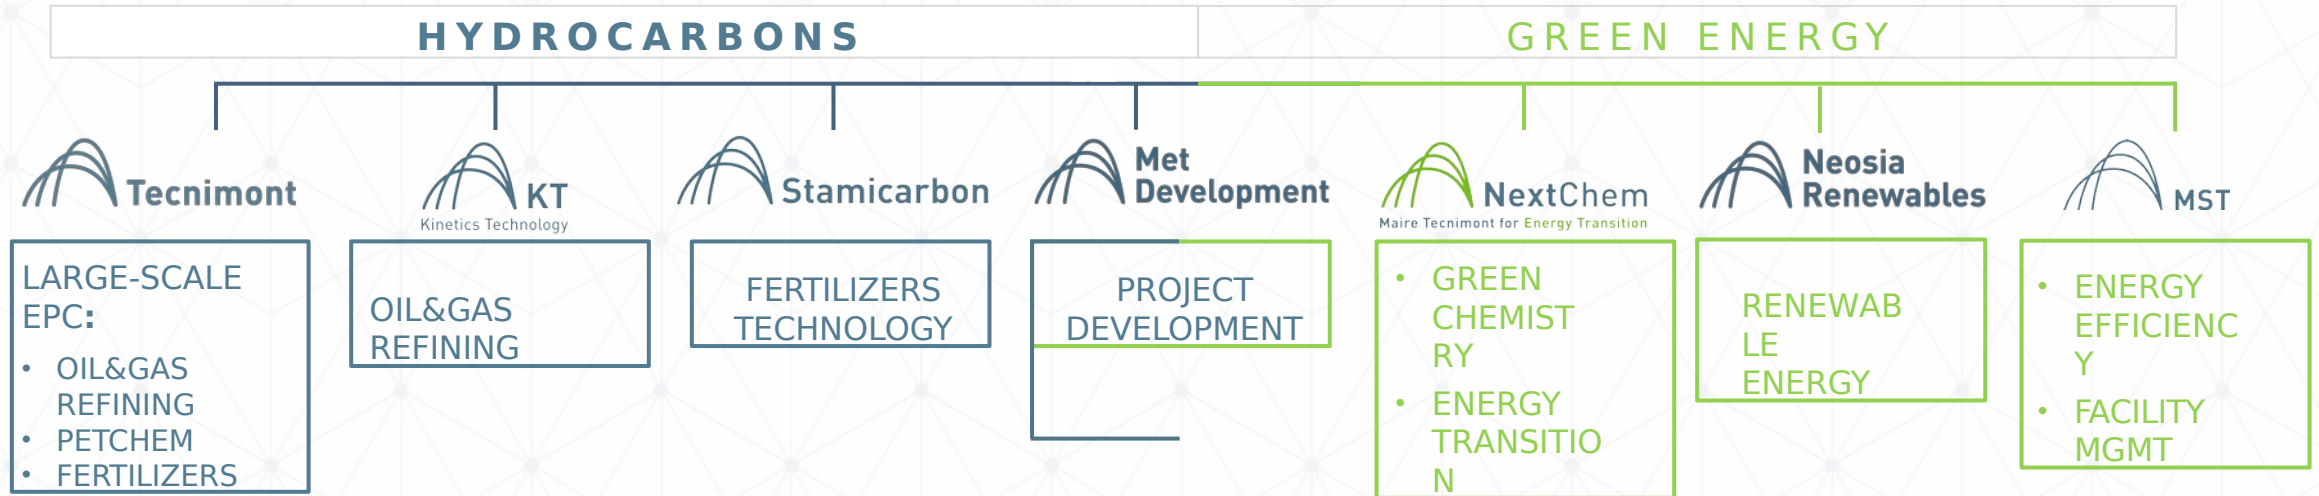 HYDROCARBONS
GREEN ENERGY
Tecnimont
KT
Kinetics Technology
Stamicarbon
Met
Development
NextChem
Maire Tecnimont for Energy Transition
Neosia
Renewables
MST
LARGE-SCALE
EPC:
• OIL&GAS
REFINING
• PETCHEM
• FERTILIZERS
OIL&GAS
REFINING
FERTILIZERS
TECHNOLOGY
PROJECT
DEVELOPMENT
• GREEN
CHEMIST
RY
• ENERGY
TRANSITIO
N
RENEWAB
LE
ENERGY
• ENERGY
EFFICIENC
Y
• FACILITY
MGMT